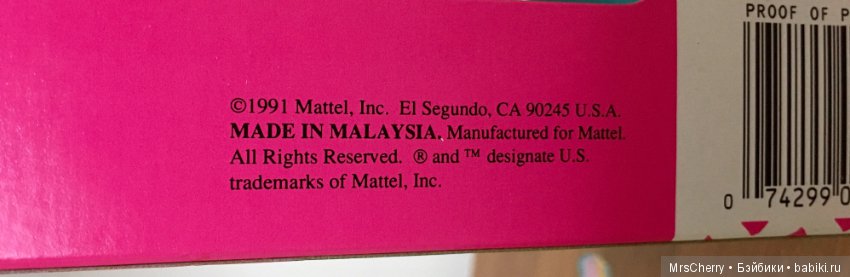 PROOF OF P
©1991 Mattel, Inc. El Segundo, CA 90245 U.S.A.
MADE IN MALAYSIA. Manufactured for Mattel.
All Rights Reserved. ® and ™ designate U.S.
trademarks of Mattel, Inc.
0 74299 0
MrsCherry • Бэйбики • babiki.ru